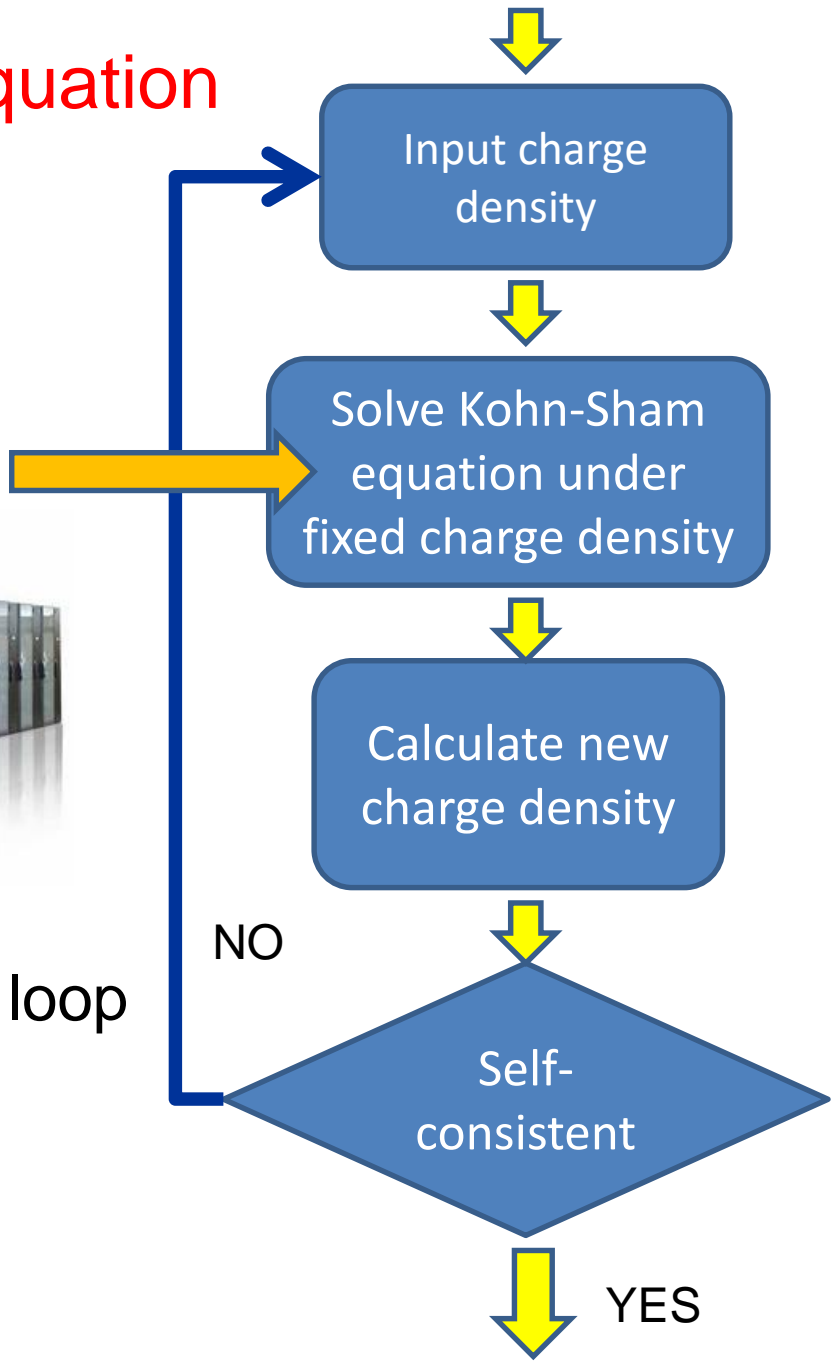 quation
Input charge
density
Solve Kohn-Sham
equation under
fixed charge density
Calculate new
charge density
NO
loop
Self-
consistent
YES